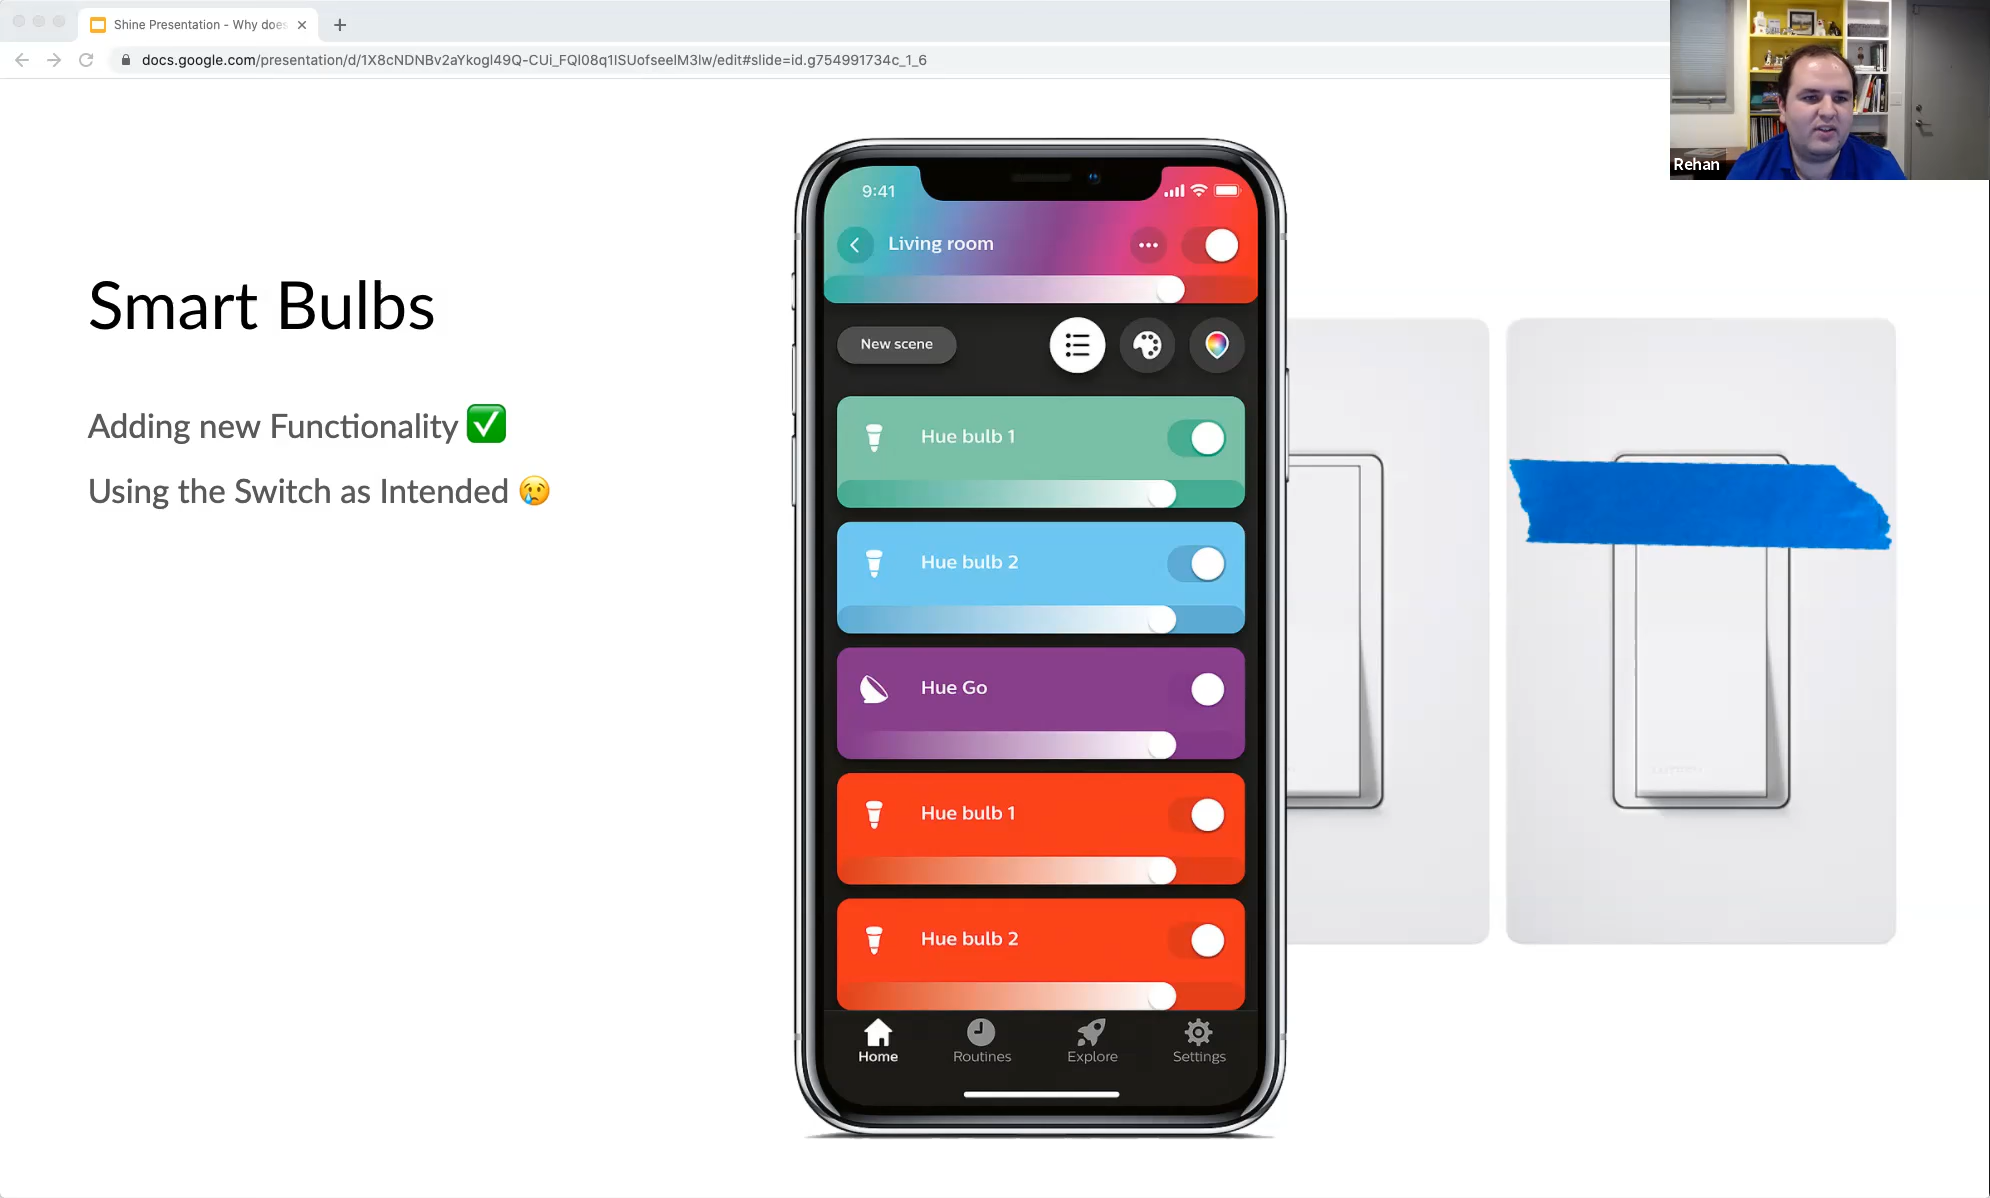 Shine Presentation - Why does
docs.google.com/presentation/d/1X8cNDNBv2aYkogl49Q-CUi_FQl08q1lSUofseelM3lw/edit#slide=id.g754991734c_1_6
Rehan
Smart Bulbs
Adding new Functionality ✅
Using the Switch as Intended 😢
9:41
Living room
New scene
Hue bulb 1
Hue bulb 2
Hue Go
Hue bulb 1
Hue bulb 2
Home
Routines
Explore
Settings